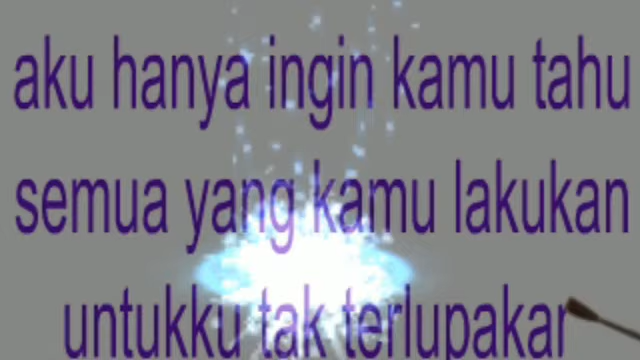 aku hanya ingin kamu tahu
semua yang kamu lakukan
untukku tak terlupakan